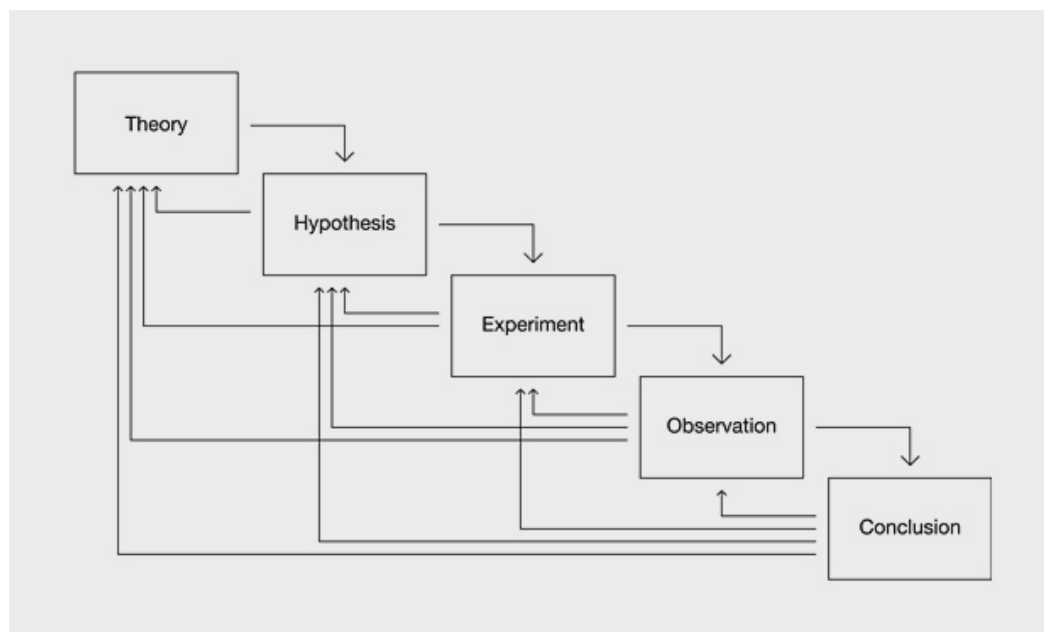 Theory
Hypothesis
Experiment
Observation
Conclusion